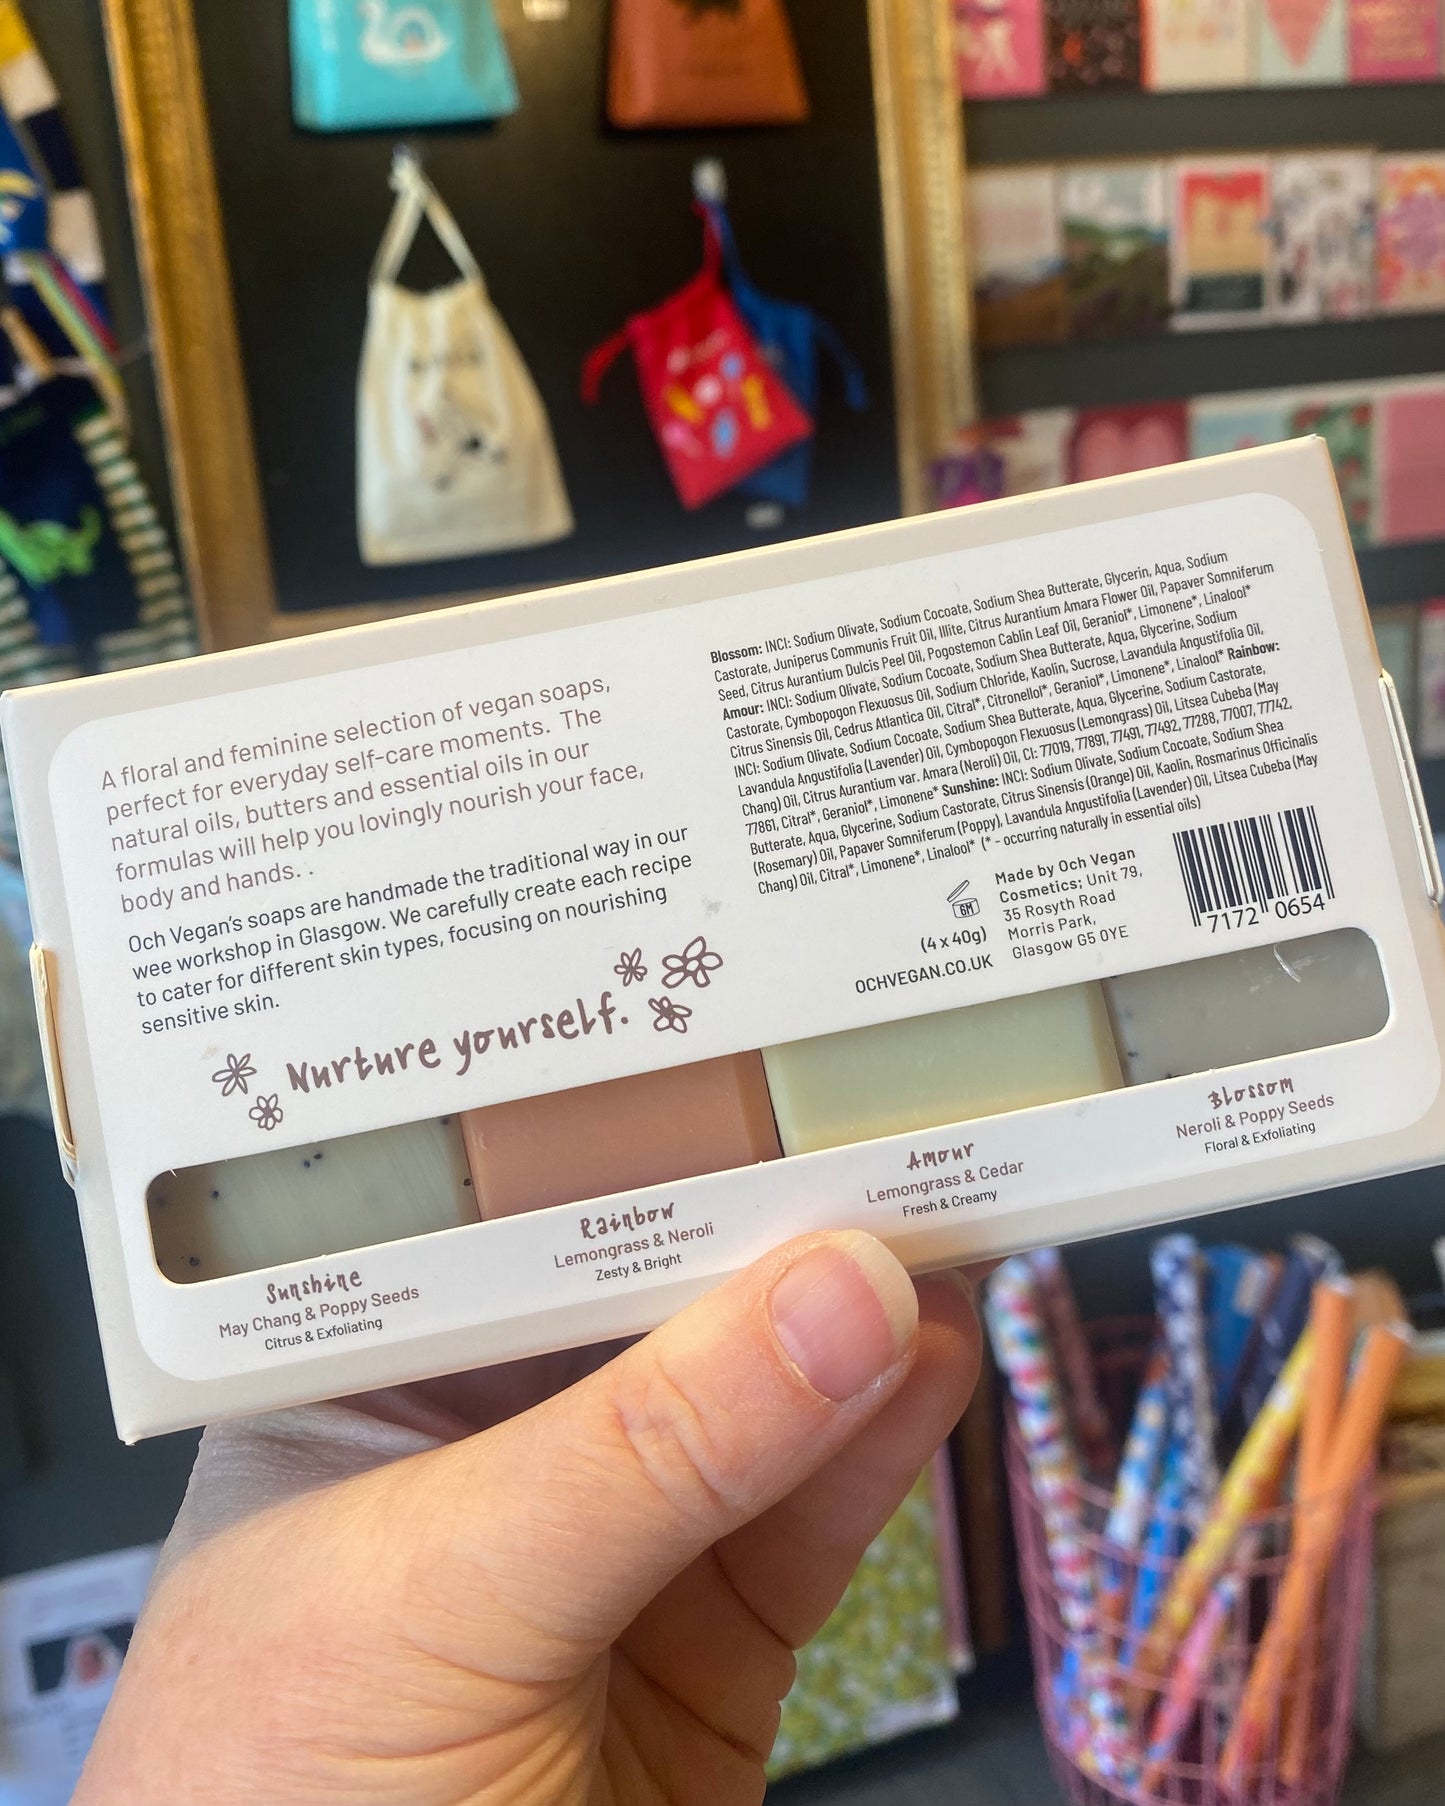 A floral and feminine selection of vegan soaps,
perfect for everyday self-care moments. The
natural oils, butters and essential oils in our
formulas will help you lovingly nourish your face,
body and hands. .
Och Vegan's soaps are handmade the traditional way in our
wee workshop in Glasgow. We carefully create each recipe
to cater for different skin types, focusing on nourishing
sensitive skin.
Nurture yourself.
Blossom: INCI: Sodium Olivate, Sodium Cocoate, Sodium Shea Butterate, Glycerin, Aqua, Sodium
Castorate, Juniperus Communis Fruit Oil, Illite, Citrus Aurantium Amara Flower Oil, Papaver Somniferum
Seed, Citrus Aurantium Dulcis Peel Oil, Pogostemon Cablin Leaf Oil, Geraniol*, Limonene*, Linalool*
Amour: INCI: Sodium Olivate, Sodium Cocoate, Sodium Shea Butterate, Aqua, Glycerine, Sodium
Castorate, Cymbopogon Flexuosus Oil, Sodium Chloride, Kaolin, Sucrose, Lavandula Angustifolia Oil,
Citrus Sinensis Oil, Cedrus Atlantica Oil, Citral*, Citronellol*, Geraniol*, Limonene*, Linalool* Rainbow:
INCI: Sodium Olivate, Sodium Cocoate, Sodium Shea Butterate, Aqua, Glycerine, Sodium Castorate,
Lavandula Angustifolia (Lavender) Oil, Cymbopogon Flexuosus (Lemongrass) Oil, Litsea Cubeba (May
Chang) Oil, Citrus Aurantium var. Amara (Neroli) Oil, CI: 77019, 77891, 77491, 77492, 77288, 77007, 77742,
77861, Citral*, Geraniol*, Limonene* Sunshine: INCI: Sodium Olivate, Sodium Cocoate, Sodium Shea
Butterate, Aqua, Glycerine, Sodium Castorate, Citrus Sinensis (Orange) Oil, Kaolin, Rosmarinus Officinalis
(Rosemary) Oil, Papaver Somniferum (Poppy), Lavandula Angustifolia (Lavender) Oil, Litsea Cubeba (May
Chang) Oil, Citral*, Limonene*, Linalool* (* - occurring naturally in essential oils)
6M
(4 x 40g)
OCHVEGAN.CO.UK
Made by Och Vegan
Cosmetics; Unit 79,
35 Rosyth Road
Morris Park,
Glasgow G5 0YE
7172 0654
Sunshine
May Chang & Poppy Seeds
Citrus & Exfoliating
Rainbow
Lemongrass & Neroli
Zesty & Bright
Amour
Lemongrass & Cedar
Fresh & Creamy
Blossom
Neroli & Poppy Seeds
Floral & Exfoliating